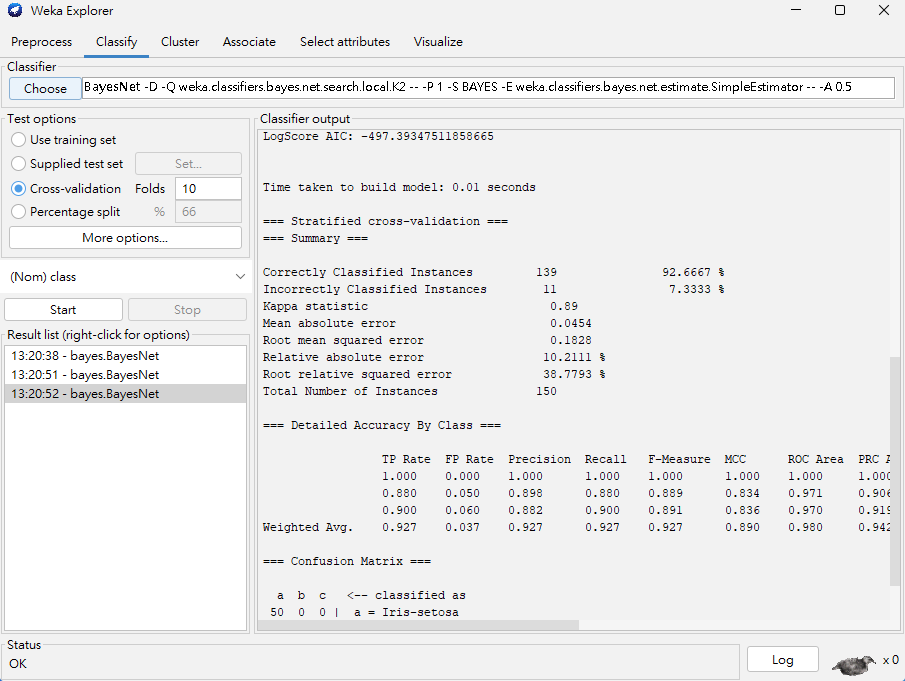 Weka Explorer
Preprocess Classify Cluster Associate Select attributes Visualize
Classifier
Choose BayesNet -D -Q weka.classifiers.bayes.net.search.local.K2 -- -P 1 -S BAYES -E weka.classifiers.bayes.net.estimate.SimpleEstimator -- -A 0.5
Test options
Use training set
Supplied test set Set...
Cross-validation Folds 10
Percentage split % 66
More options...
(Nom) class
Start Stop
Result list (right-click for options)
13:20:38 - bayes.BayesNet
13:20:51 - bayes.BayesNet
13:20:52 - bayes.BayesNet
Classifier output
LogScore AIC: -497.39347511858665
Time taken to build model: 0.01 seconds
=== Stratified cross-validation ===
=== Summary ===
Correctly Classified Instances 139 92.6667 %
Incorrectly Classified Instances 11 7.3333 %
Kappa statistic 0.89
Mean absolute error 0.0454
Root mean squared error 0.1828
Relative absolute error 10.2111 %
Root relative squared error 38.7793 %
Total Number of Instances 150
=== Detailed Accuracy By Class ===
TP Rate FP Rate Precision Recall F-Measure MCC ROC Area PRC
1.000 0.000 1.000 1.000 1.000 1.000 1.000 1.000
0.880 0.050 0.898 0.880 0.889 0.834 0.971 0.906
0.900 0.060 0.882 0.900 0.891 0.836 0.970 0.919
Weighted Avg. 0.927 0.037 0.927 0.927 0.927 0.890 0.980 0.942
=== Confusion Matrix ===
a b c <-- classified as
50 0 0 | a = Iris-setosa
Status
OK
Log x 0